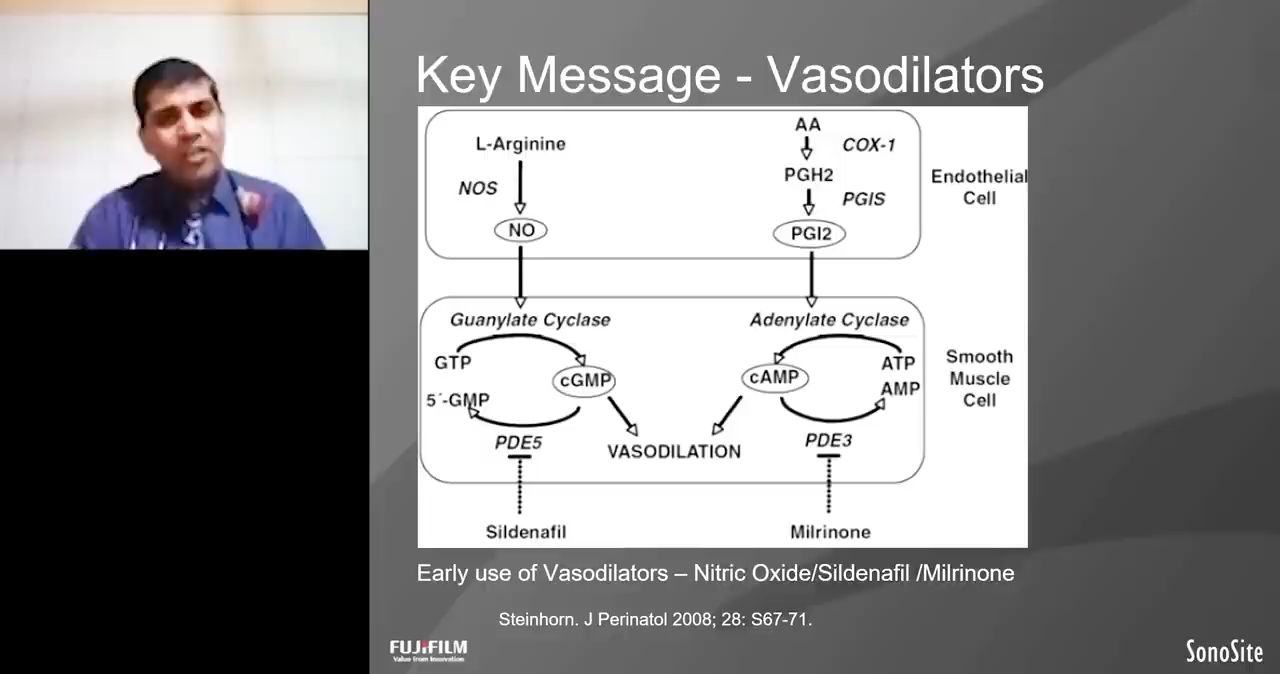 Key Message - Vasodilators
L-Arginine
NOS
NO
AA
COX-1
PGH2
PGIS
PGI2
Endothelial
Cell
Guanylate Cyclase
GTP
cGMP
5´-GMP
PDE5
VASODILATION
Adenylate Cyclase
ATP
cAMP
AMP
PDE3
Smooth
Muscle
Cell
Sildenafil
Milrinone
Early use of Vasodilators – Nitric Oxide/Sildenafil /Milrinone
Steinhorn. J Perinatol 2008; 28: S67-71.
FUJIFILM
Value from Innovation
SonoSite